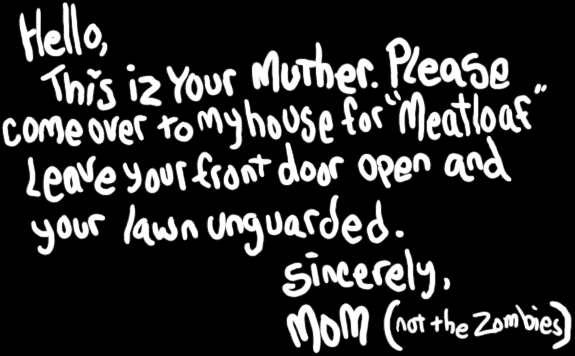 Hello,
This iz Your Muther. Please
come over to my house for "Meatloaf"
Leave your front door open and
your lawn unguarded.
sincerely,
MOM (not the Zombies)